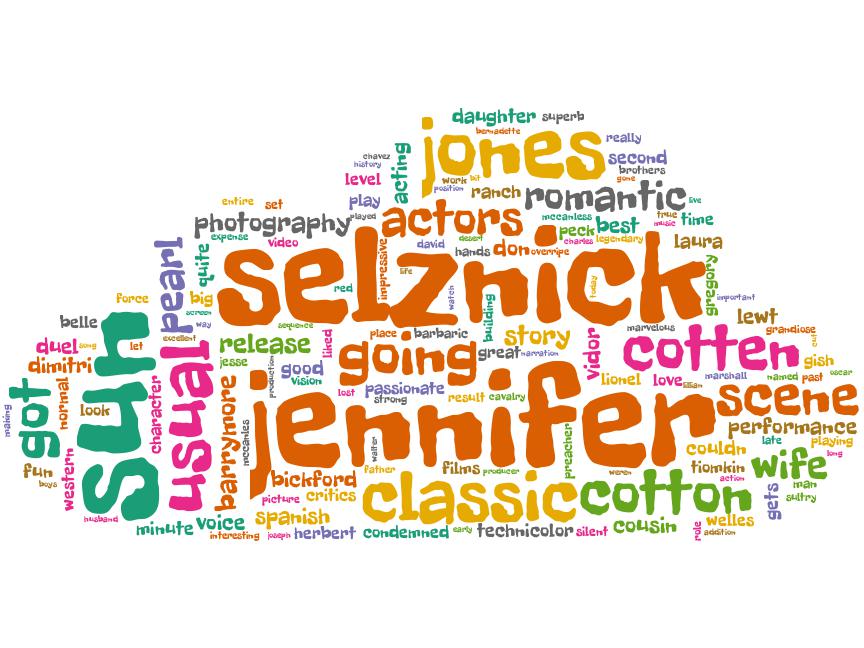 daughter superb
bernadette
jones
really
chavez
history
acting
second
brothers
gone
level
work bit
position
ranch
romantic
live
entire set
play
photography
played
actors
mccanless
peck
best
true
music
time
expense
video
pearl
quite
impressive
david
desert
hands
don
overripe
charles
legendary
laura
selznick
life
red
watch
building
today
gregory
important
force
big
screen
way
belle
suh
sequence
lewt
grandiose
marvelous
excellent
duel song let
dimitri
usual
release
liked
place barbaric
going
great
story
narration
vidor
cotten
cut
gish
jesse
production
good
vision
lost
passionate
strong
result
cavalry
lionel
love
lillian
marshall
named past
oscar
got
normal
look
character
barrymore
mccanles
jennifer
scene
performance
making
late playing
long
walter
preacher
couldn
tiomkin
action
wife
man
sultry
fun
boys
western
father
films
producer
weren
bickford
picture
critics
classic
cotton
gets
husband
minute voice
interesting
spanish
joseph
herbert
condemned
early
technicolor
silent
cousin
role
welles
addition